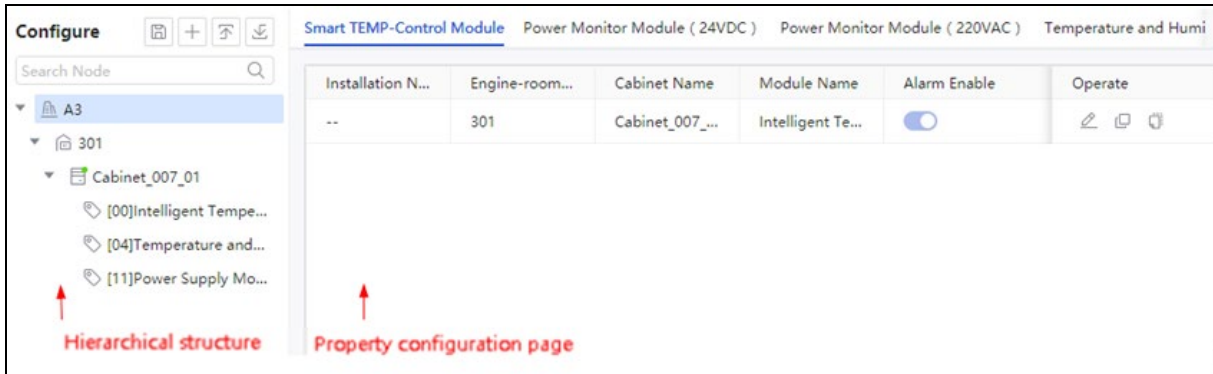 Configure
Search Node
A3
301
Cabinet_007_01
[00]Intelligent Tempe...
[04]Temperature and...
[11]Power Supply Mo...
Hierarchical structure
Smart TEMP-Control Module Power Monitor Module ( 24VDC ) Power Monitor Module ( 220VAC ) Temperature and Humi
Installation N... Engine-room... Cabinet Name Module Name Alarm Enable Operate
-- 301 Cabinet_007_... Intelligent Te...
Property configuration page